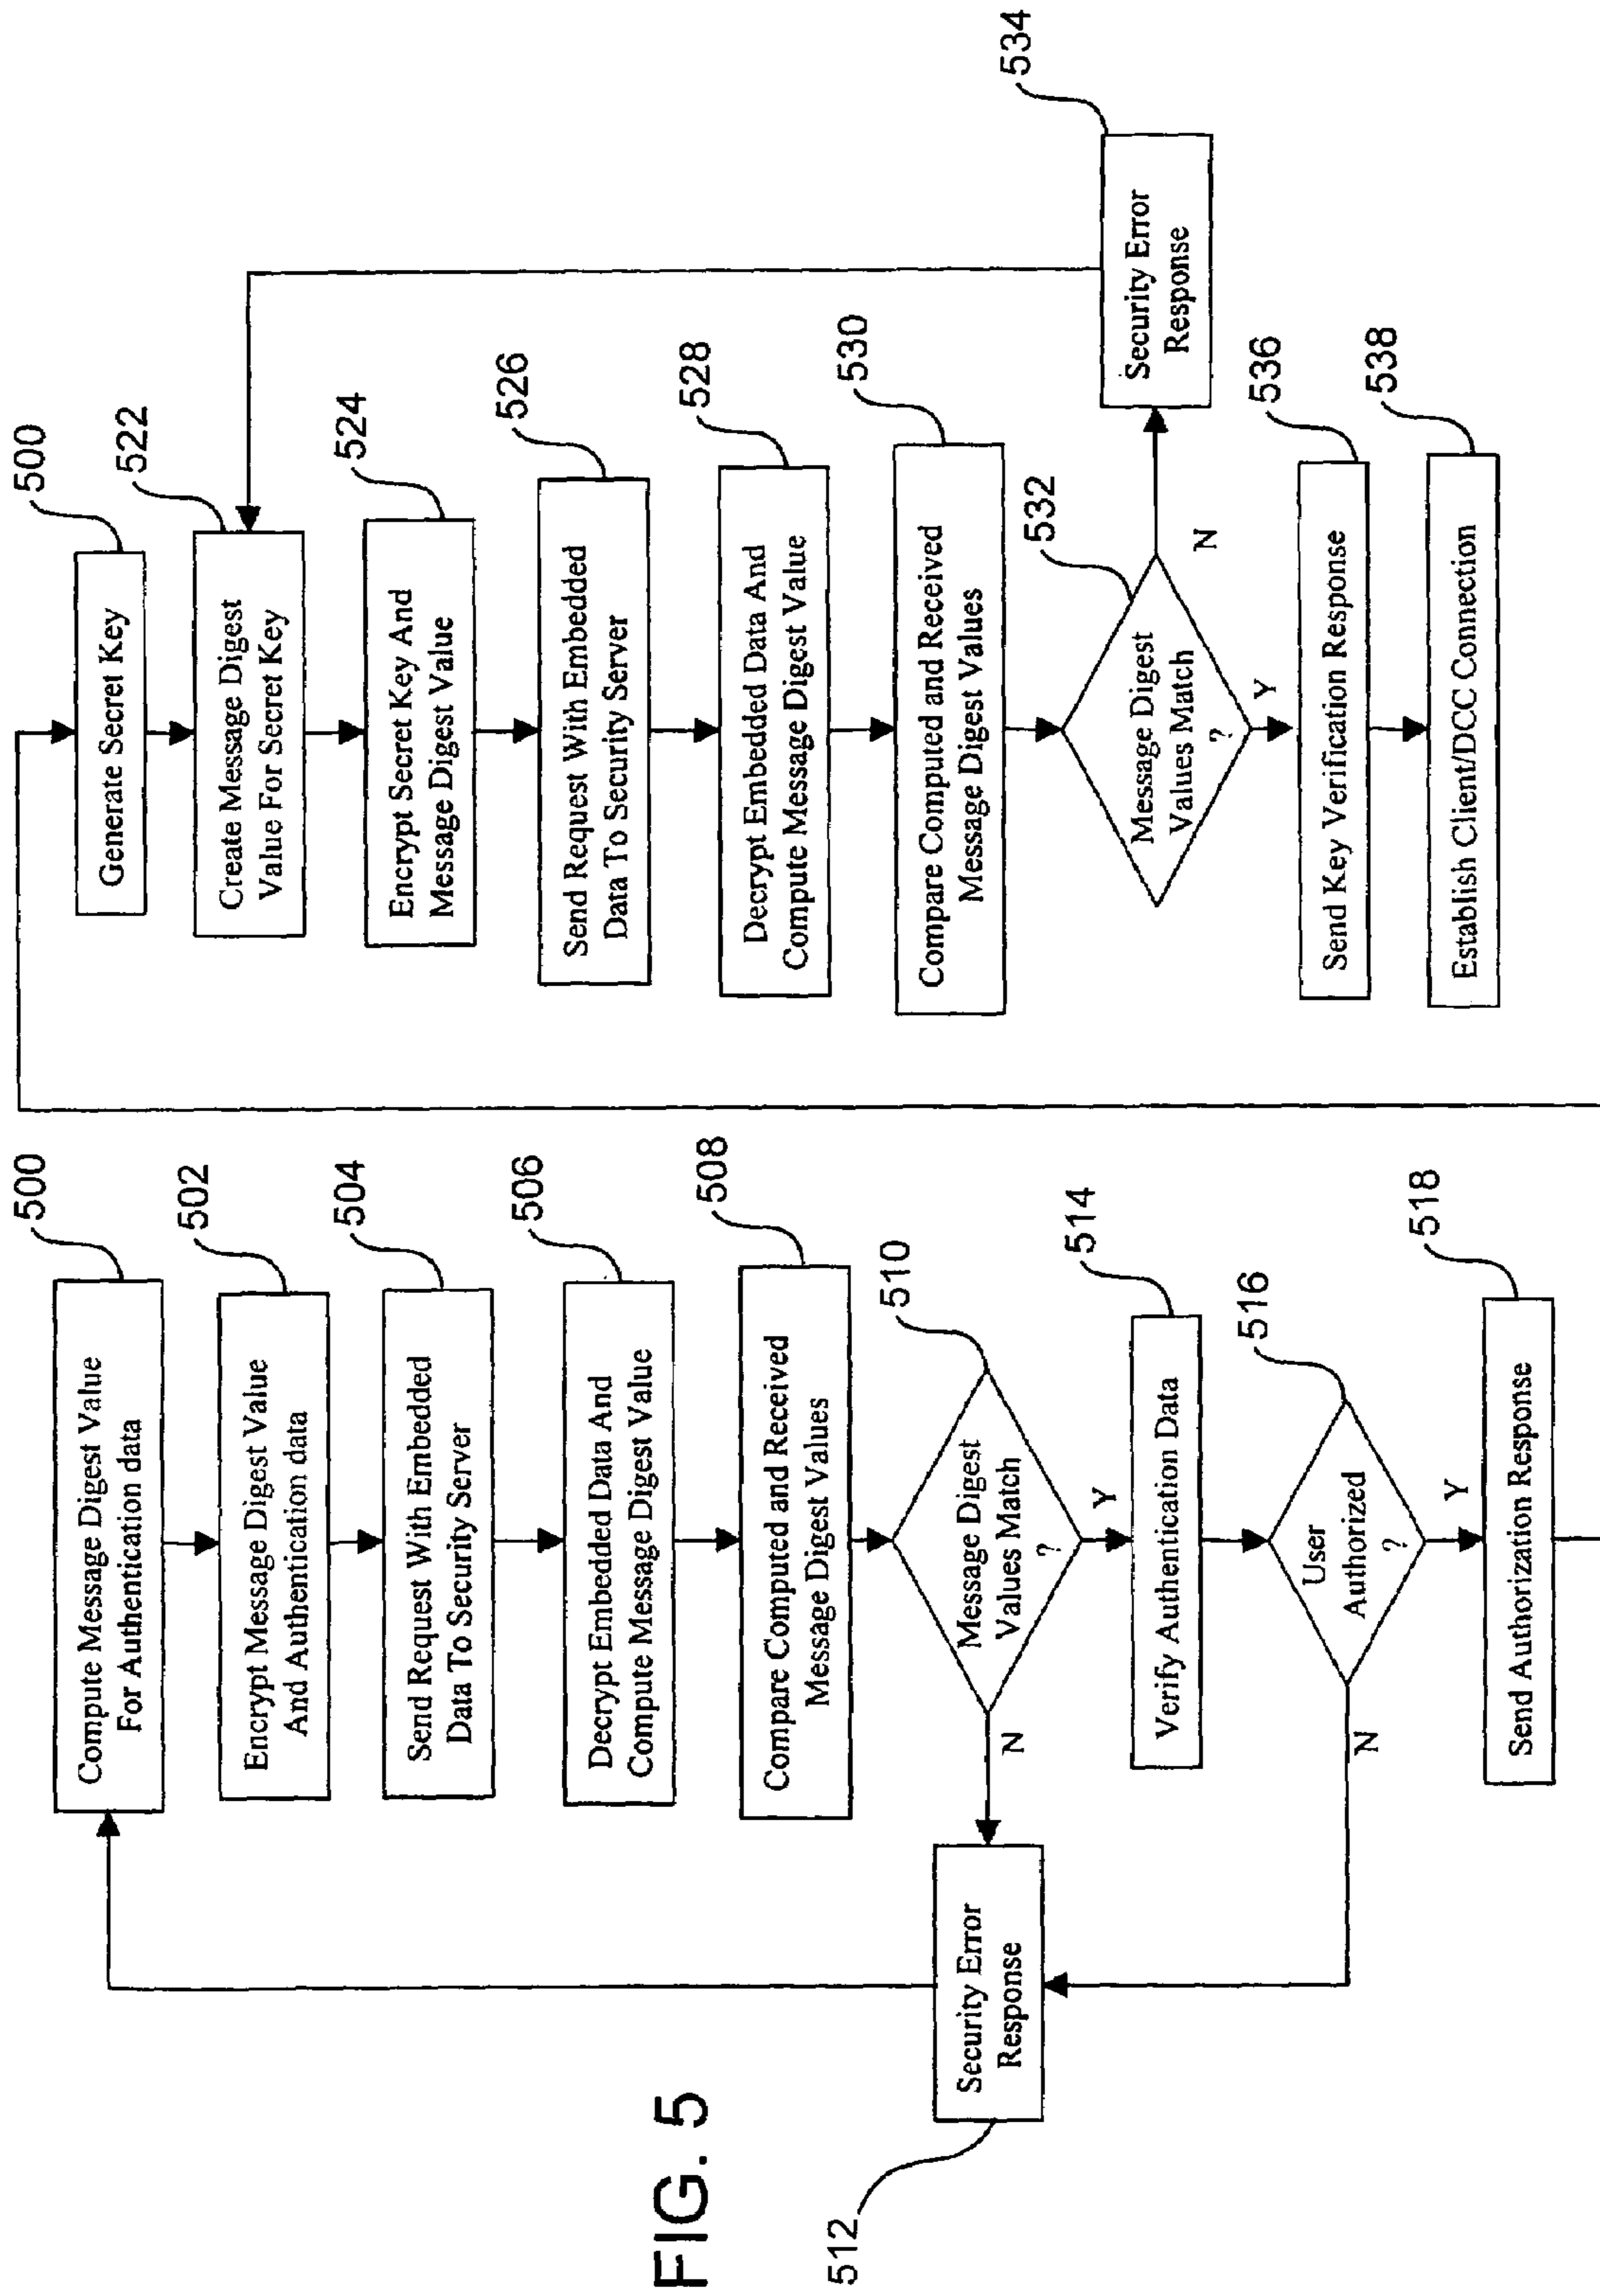 500
Compute Message Digest Value
For Authentication data
502
Encrypt Message Digest Value
And Authentication data
504
Send Request With Embedded
Data To Security Server
506
Decrypt Embedded Data And
Compute Message Digest Value
508
Compare Computed and Received
Message Digest Values
510
Message Digest
Values Match
?
N
Y
512
Security Error
Response
514
Verify Authentication Data
516
User
Authorized
?
N
Y
518
Send Authorization Response
500
Generate Secret Key
522
Create Message Digest
Value For Secret Key
524
Encrypt Secret Key And
Message Digest Value
526
Send Request With Embedded
Data To Security Server
528
Decrypt Embedded Data And
Compute Message Digest Value
530
Compare Computed and Received
Message Digest Values
532
Message Digest
Values Match
?
N
Y
534
Security Error
Response
536
Send Key Verification Response
538
Establish Client/DCC Connection
FIG. 5